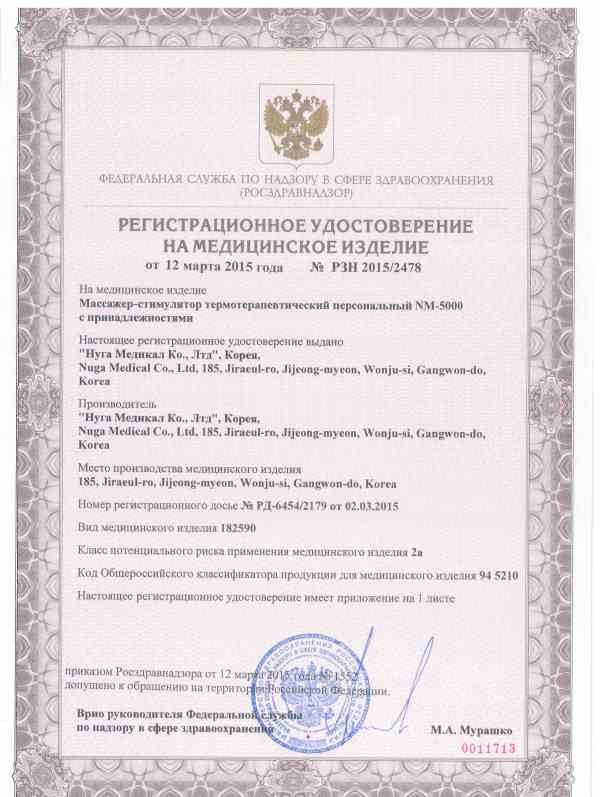 ФЕДЕРАЛЬНАЯ СЛУЖБА ПО НАДЗОРУ В СФЕРЕ ЗДРАВООХРАНЕНИЯ
(РОСЗДРАВНАДЗОР)
РЕГИСТРАЦИОННОЕ УДОСТОВЕРЕНИЕ
НА МЕДИЦИНСКОЕ ИЗДЕЛИЕ
от 12 марта 2015 года № РЗН 2015/2478
На медицинское изделие
Массажер-стимулятор термотерапевтический персональный NM-5000
с принадлежностями
Настоящее регистрационное удостоверение выдано
"Нуга Медикал Ко., Лтд", Корея,
Nuga Medical Co., Ltd, 185, Jiraeul-ro, Jijeong-myeon, Wonju-si, Gangwon-do,
Korea
Производитель
"Нуга Медикал Ко., Лтд", Корея,
Nuga Medical Co., Ltd, 185, Jiraeul-ro, Jijeong-myeon, Wonju-si, Gangwon-do,
Korea
Место производства медицинского изделия
185, Jiraeul-ro, Jijeong-myeon, Wonju-si, Gangwon-do, Korea
Номер регистрационного досье № РД-6454/2179 от 02.03.2015
Вид медицинского изделия 182590
Класс потенциального риска применения медицинского изделия 2а
Код Общероссийского классификатора продукции для медицинского изделия 94 5210
Настоящее регистрационное удостоверение имеет приложение на 1 листе
приказом Росздравнадзора от 12 марта 2015 года № 1552
допущено к обращению на территории Российской Федерации.
Врио руководителя Федеральной службы
по надзору в сфере здравоохранения
М.А. Мурашко
0011713